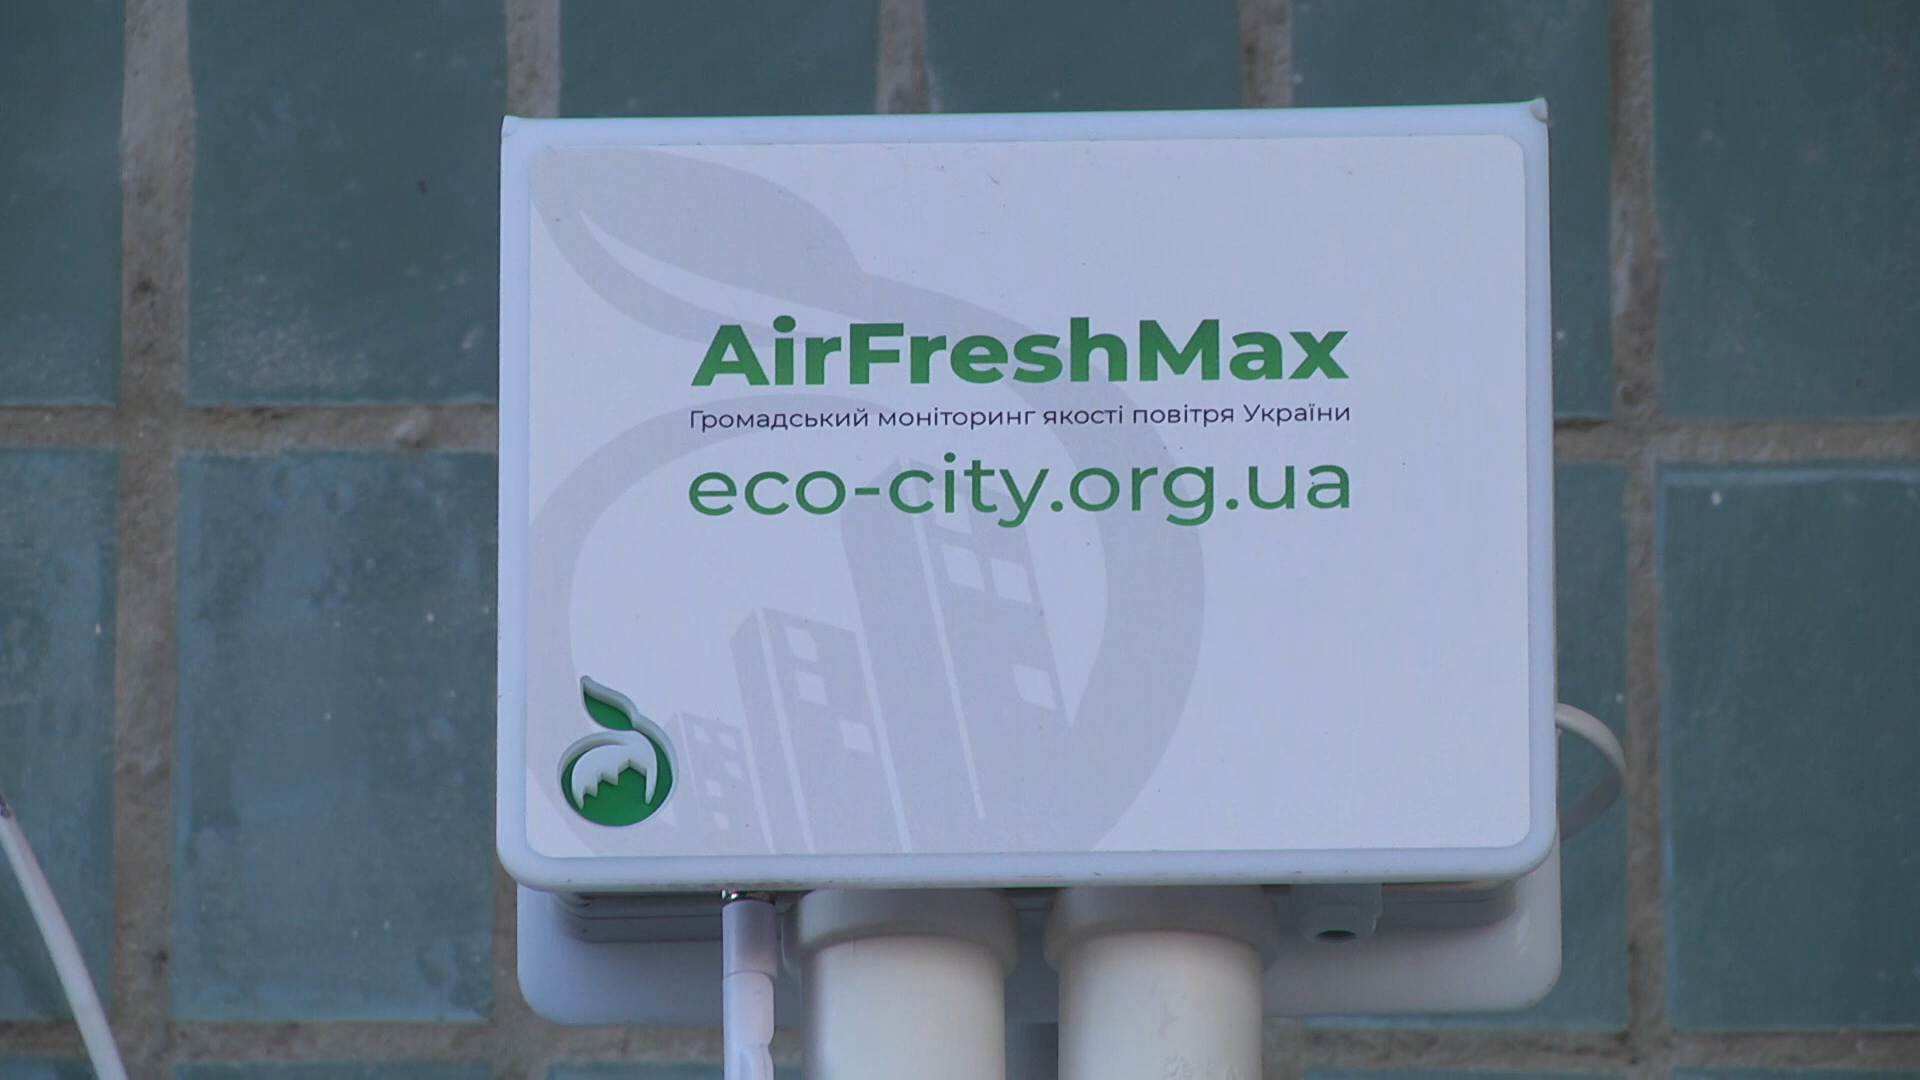 AirFreshMax
Громадський моніторинг якості повітря України
eco-city.org.ua